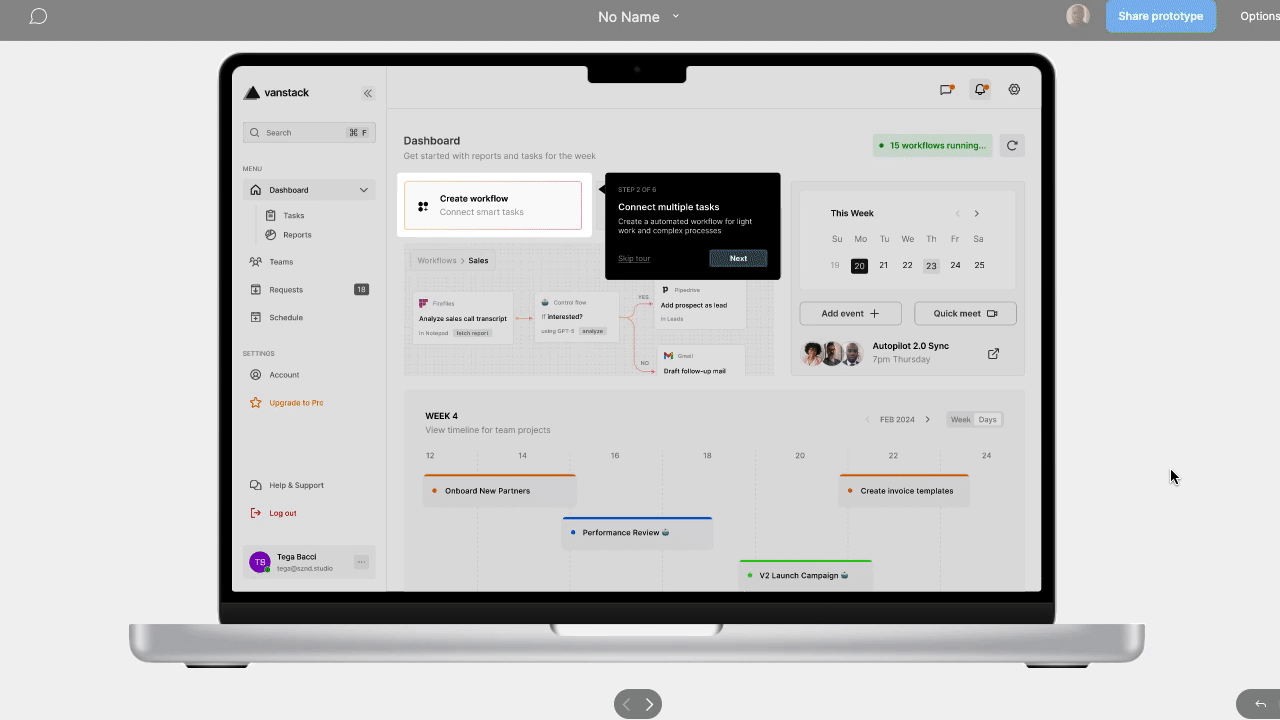 No Name
Share prototype
Options
vanstack
Search
⌘ F
MENU
Dashboard
Tasks
Reports
Teams
Requests
18
Schedule
SETTINGS
Account
Upgrade to Pro
Help & Support
Log out
TB
Tega Bacci
tega@sznd.studio
Dashboard
Get started with reports and tasks for the week
15 workflows running...
Create workflow
Connect smart tasks
STEP 2 OF 6
Connect multiple tasks
Create a automated workflow for light
work and complex processes
Skip tour
Next
Workflows > Sales
Fireflies
Analyze sales call transcript
in Notepad fetch report
Control flow
If interested?
using GPT-5 analyze
YES
NO
Pipedrive
Add prospect as lead
in Leads
Gmail
Draft follow-up mail
This Week
Su Mo Tu We Th Fr Sa
19 20 21 22 23 24 25
Add event
Quick meet
Autopilot 2.0 Sync
7pm Thursday
WEEK 4
View timeline for team projects
FEB 2024
Week Days
12 14 16 18 20 22 24
Onboard New Partners
Create invoice templates
Performance Review
V2 Launch Campaign